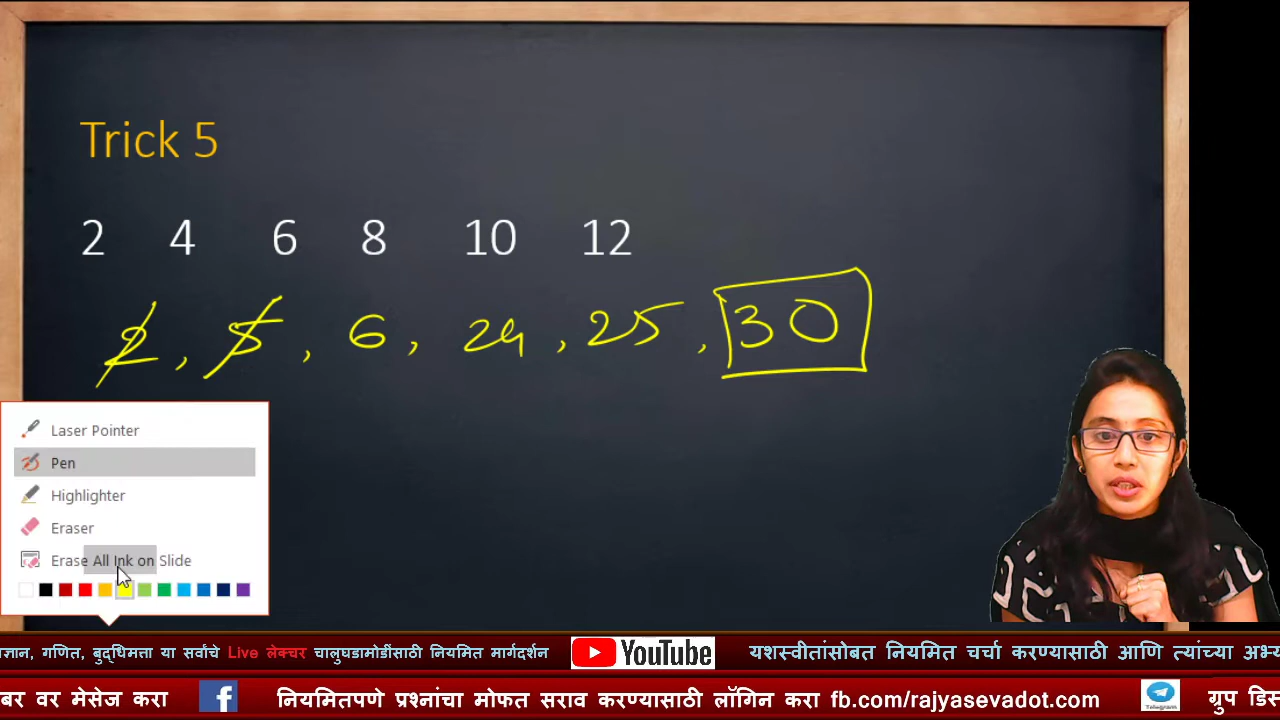 Trick 5
2 4 6 8 10 12
2, 5, 6, 24, 25, 30
Laser Pointer
Pen
Highlighter
Eraser
Erase All Ink on Slide
ज्ञान, गणित, बुद्धिमत्ता या सर्वांचे Live लेक्चर चालुघडामोडींसाठी नियमित मार्गदर्शन YouTube यशस्वीतांसोबत नियमित चर्चा करण्यासाठी आणि त्यांच्या अभ्य
बर वर मेसेज करा f नियमितपणे प्रश्नांचा मोफत सराव करण्यासाठी लॉगिन करा fb.com/rajyasevadot.com Telegram ग्रुप डिस